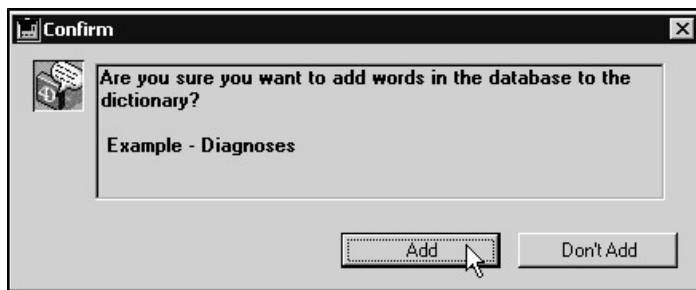 Confirm
Are you sure you want to add words in the database to the
dictionary?
Example - Diagnoses
Add
Don't Add